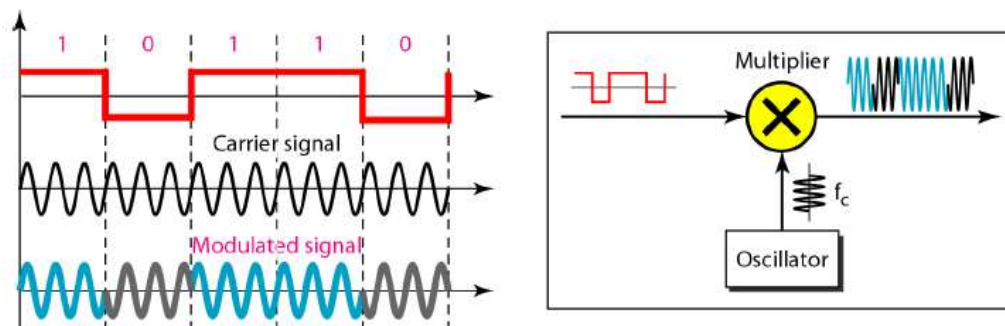 1 0 1 1 0
Carrier signal
Modulated signal
Multiplier
fc
Oscillator